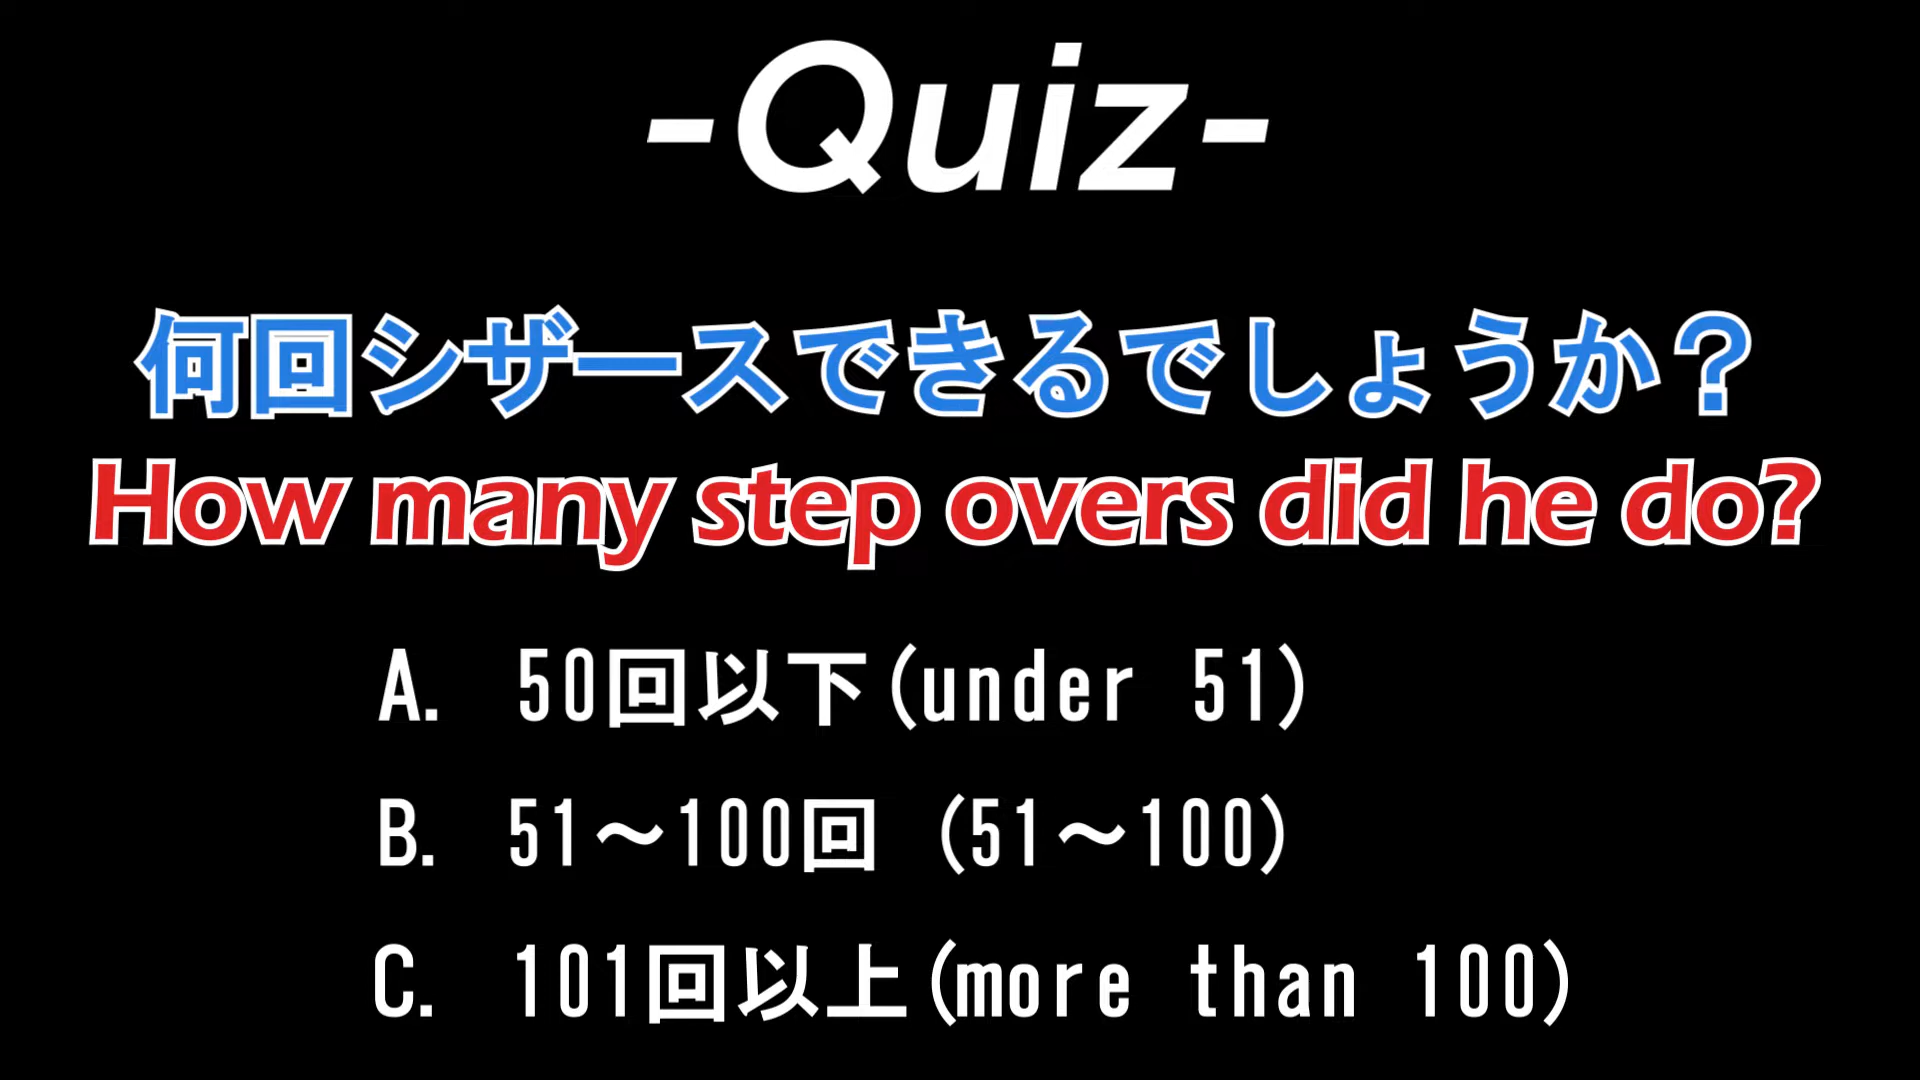 -Quiz-
何回シザースできるでしょうか？
How many step overs did he do?
A. 50回以下(under 51)
B. 51～100回 (51～100)
C. 101回以上(more than 100)